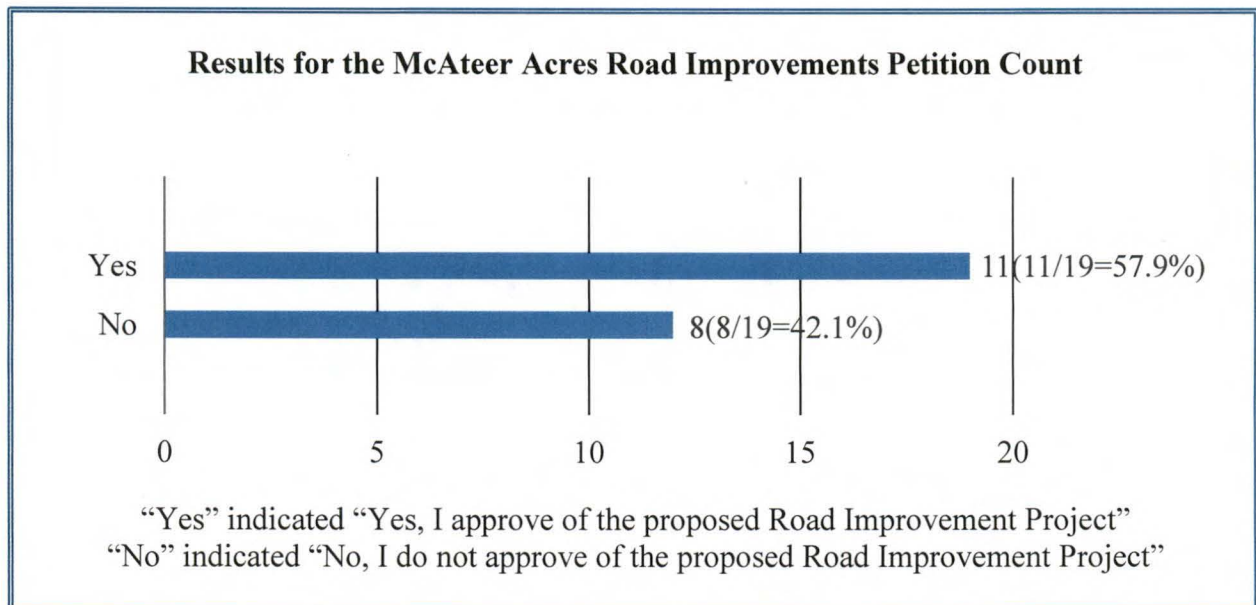 Results for the McAteer Acres Road Improvements Petition Count
Yes
11(11/19=57.9%)
No
8(8/19=42.1%)
0 5 10 15 20
“Yes” indicated “Yes, I approve of the proposed Road Improvement Project”
“No” indicated “No, I do not approve of the proposed Road Improvement Project”